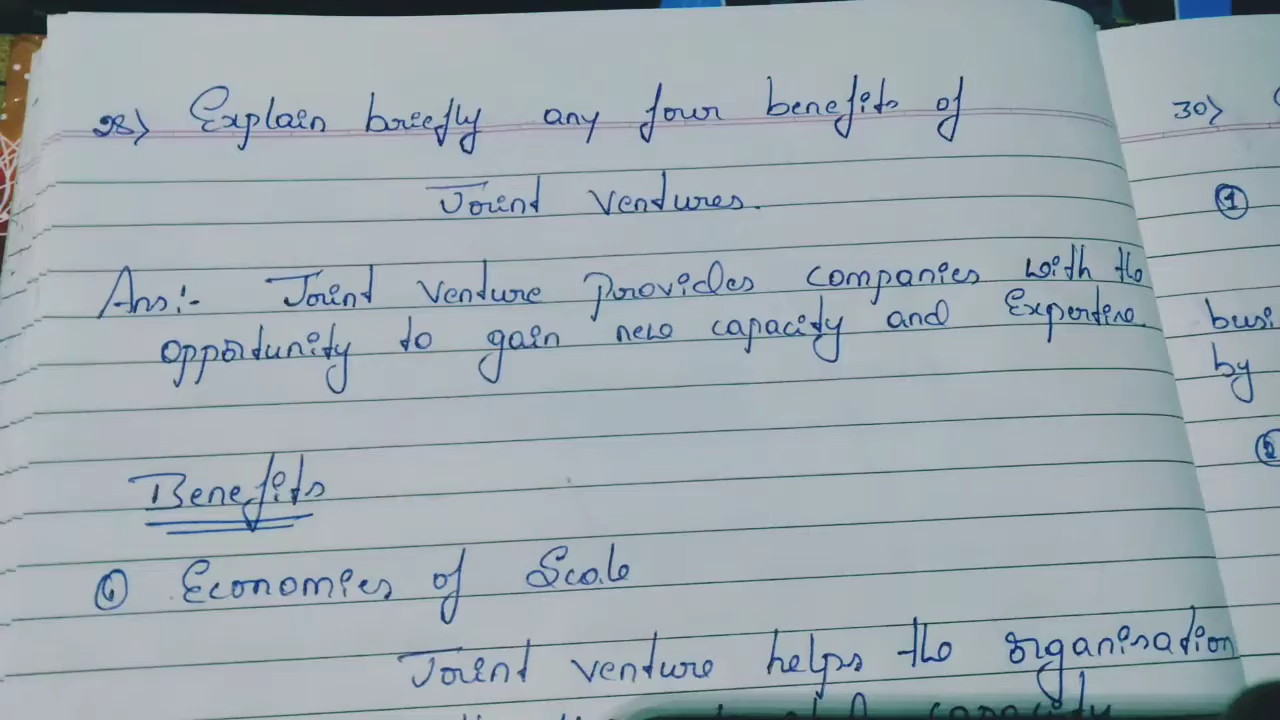 28) Explain briefly any four benefits of
Joint Ventures.
Ans:- Joint Venture Provides companies with the
opportunity to gain new capacity and Expertise.
Benefits
① Economies of Scale
Joint venture helps the organisation
capacity
30)
①
busi
by
②